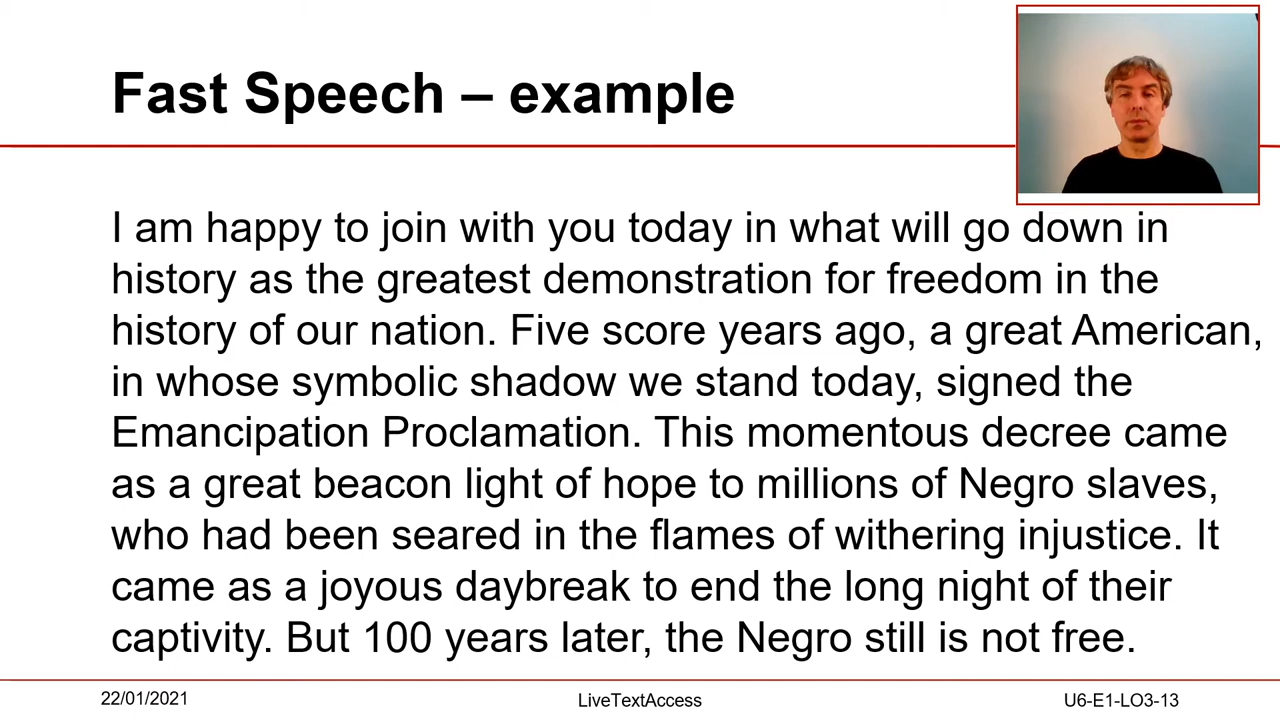 Fast Speech – example
I am happy to join with you today in what will go down in
history as the greatest demonstration for freedom in the
history of our nation. Five score years ago, a great American,
in whose symbolic shadow we stand today, signed the
Emancipation Proclamation. This momentous decree came
as a great beacon light of hope to millions of Negro slaves,
who had been seared in the flames of withering injustice. It
came as a joyous daybreak to end the long night of their
captivity. But 100 years later, the Negro still is not free.
22/01/2021
LiveTextAccess
U6-E1-LO3-13